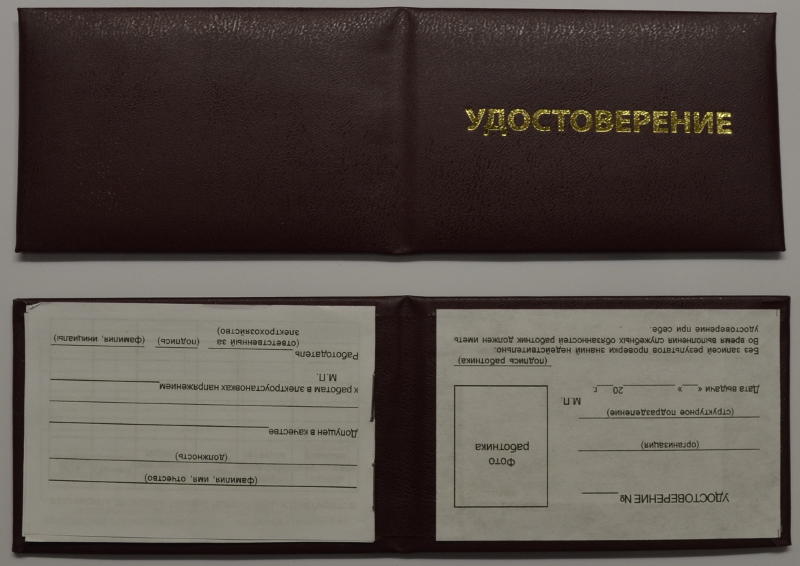 УДОСТОВЕРЕНИЕ
УДОСТОВЕРЕНИЕ №
(организация)
(структурное подразделение)
М.П.
Дата выдачи «__» ________ 20__г
Фото
работника
(подпись работника)
Без записей результатов проверки знаний недействительно.
Во время выполнения служебных обязанностей работник должен иметь
удостоверение при себе.
(фамилия, имя, отчество)
(должность)
Допущен в качестве
к работам в электроустановках напряжением
М.П.
Работодатель
(ответственный за (подпись) (фамилия, инициалы)
электрохозяйство)